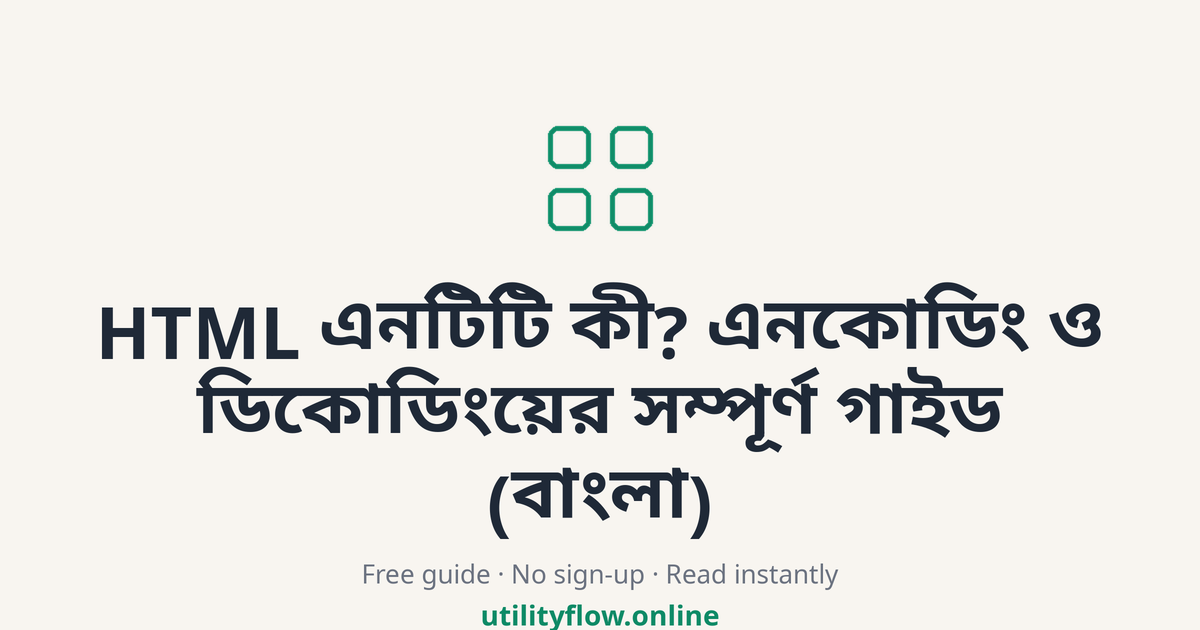 HTML এনটিটি কী? এনকোডিং ও
ডিকোডিংয়ের সম্পূর্ণ গাইড
(বাংলা)
Free guide · No sign-up · Read instantly
utilityflow.online